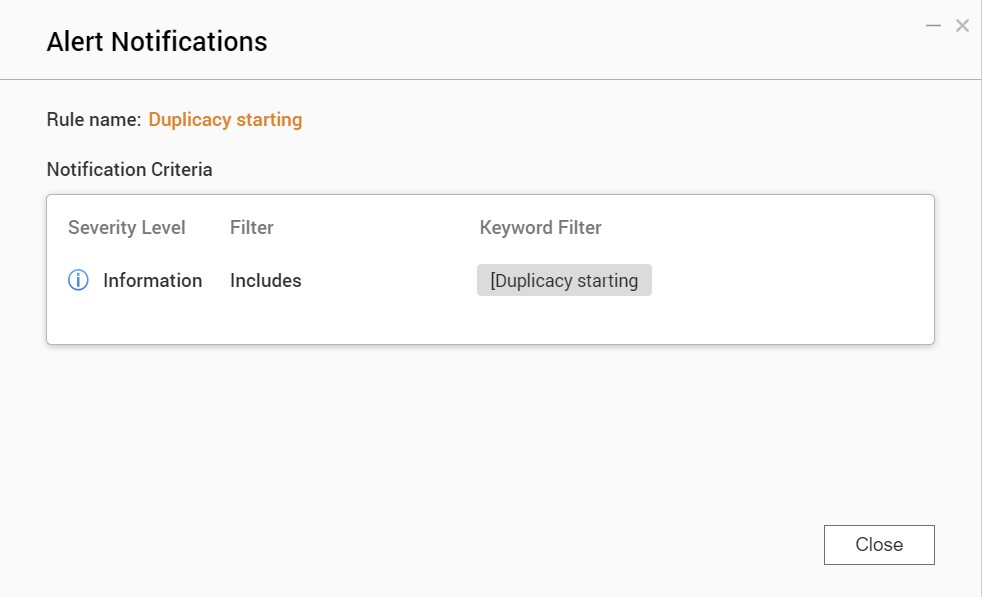 Alert Notifications
Rule name: Duplicacy starting
Notification Criteria
Severity Level Filter Keyword Filter
Information Includes [Duplicacy starting
Close